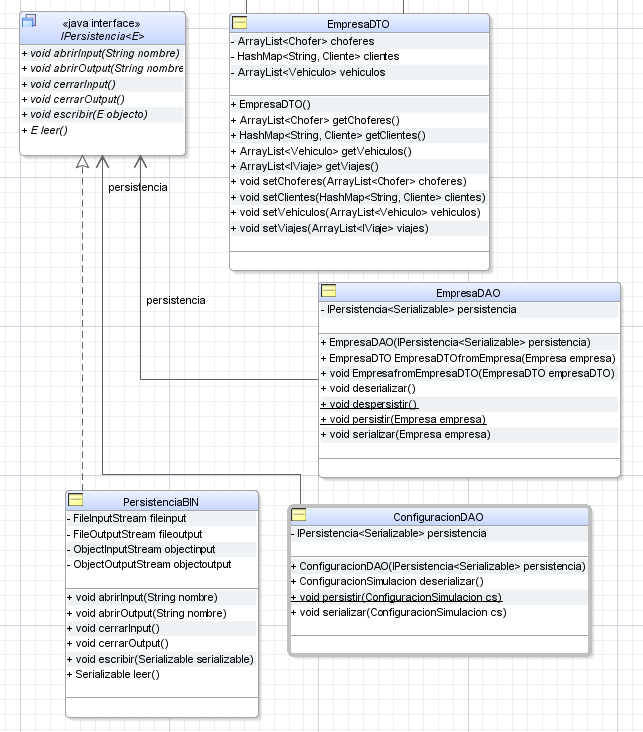 «java interface»
IPersistencia<E>
+ void abrirInput(String nombre)
+ void abrirOutput(String nombre
+ void cerrarInput()
+ void cerrarOutput()
+ void escribir(E objecto)
+ E leer()
EmpresaDTO
- ArrayList<Chofer> choferes
- HashMap<String, Cliente> clientes
- ArrayList<Vehiculo> vehiculos
+ EmpresaDTO()
+ ArrayList<Chofer> getChoferes()
+ HashMap<String, Cliente> getClientes()
+ ArrayList<Vehiculo> getVehiculos()
+ ArrayList<IViaje> getViajes()
+ void setChoferes(ArrayList<Chofer> choferes)
+ void setClientes(HashMap<String, Cliente> clientes)
+ void setVehiculos(ArrayList<Vehiculo> vehiculos)
+ void setViajes(ArrayList<IViaje> viajes)
persistencia
persistencia
EmpresaDAO
- IPersistencia<Serializable> persistencia
+ EmpresaDAO(IPersistencia<Serializable> persistencia)
+ EmpresaDTO EmpresaDTOfromEmpresa(Empresa empresa)
+ void EmpresafromEmpresaDTO(EmpresaDTO empresaDTO)
+ void deserializar()
+ void despersistir()
+ void persistir(Empresa empresa)
+ void serializar(Empresa empresa)
PersistenciaBIN
- FileInputStream fileinput
- FileOutputStream fileoutput
- ObjectInputStream objectinput
- ObjectOutputStream objectoutput
+ void abrirInput(String nombre)
+ void abrirOutput(String nombre)
+ void cerrarInput()
+ void cerrarOutput()
+ void escribir(Serializable serializable)
+ Serializable leer()
ConfiguracionDAO
- IPersistencia<Serializable> persistencia
+ ConfiguracionDAO(IPersistencia<Serializable> persistencia)
+ ConfiguracionSimulacion deserializar()
+ void persistir(ConfiguracionSimulacion cs)
+ void serializar(ConfiguracionSimulacion cs)